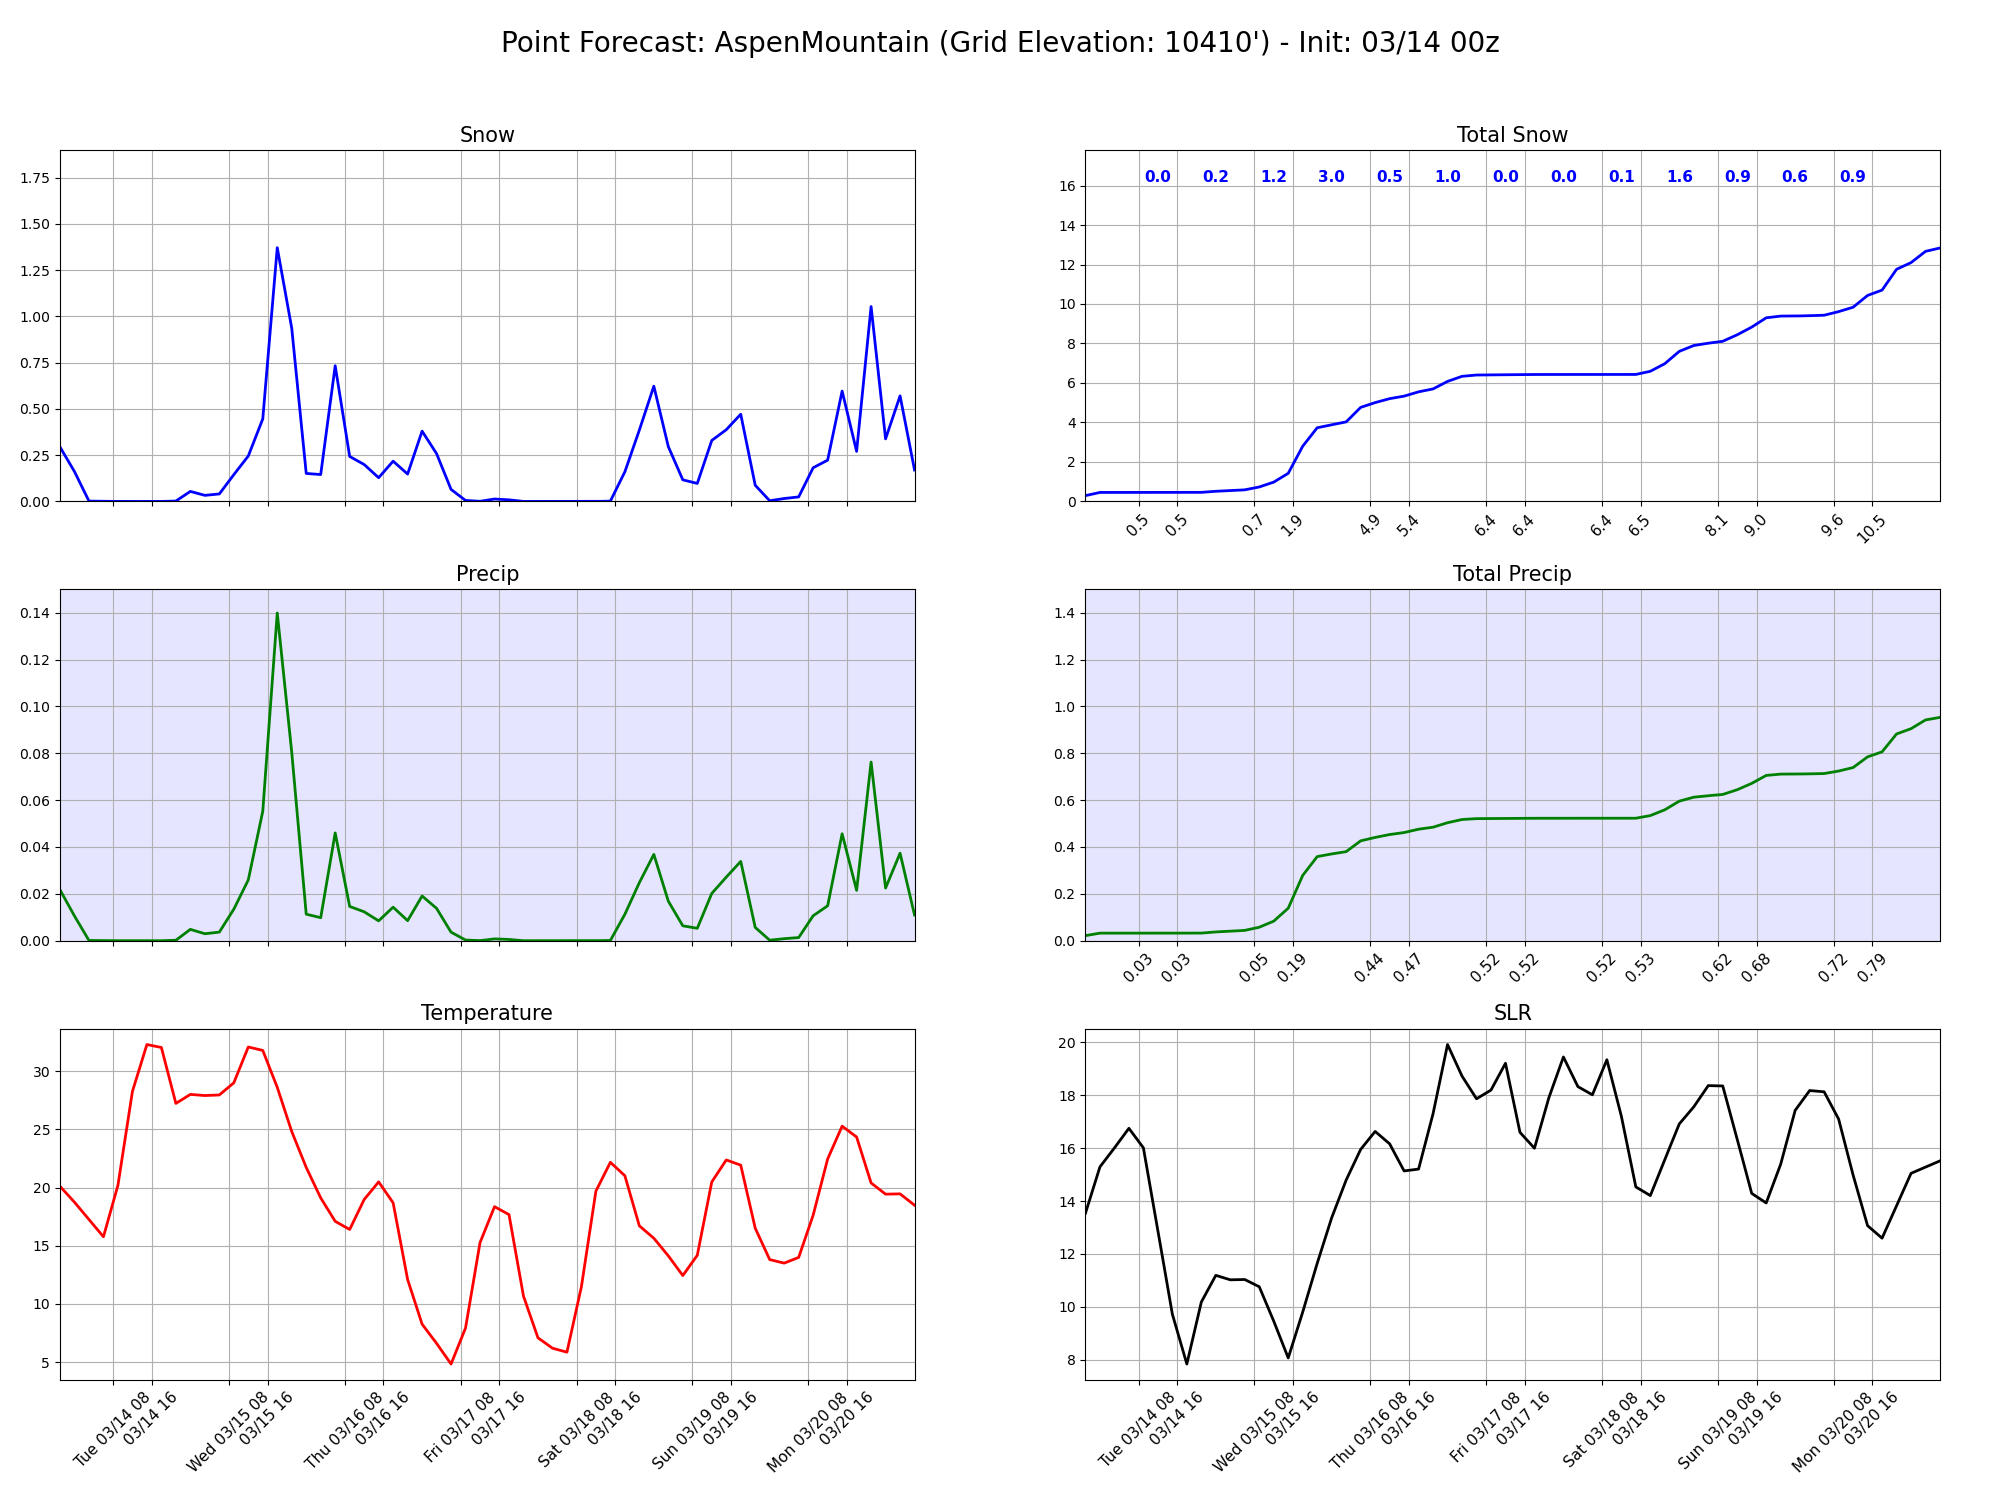 Point Forecast: AspenMountain (Grid Elevation: 10410') - Init: 03/14 00z
Snow
1.75
1.50
1.25
1.00
0.75
0.50
0.25
0.00
Total Snow
0.0 0.2 1.2 3.0 0.5 1.0 0.0 0.0 0.1 1.6 0.9 0.6 0.9
16
14
12
10
8
6
4
2
0
0.5 0.5 0.7 1.9 4.9 5.4 6.4 6.4 6.4 6.5 8.1 9.0 9.6 10.5
Precip
0.14
0.12
0.10
0.08
0.06
0.04
0.02
0.00
Total Precip
1.4
1.2
1.0
0.8
0.6
0.4
0.2
0.0
0.03 0.03 0.05 0.19 0.44 0.47 0.52 0.52 0.52 0.53 0.62 0.68 0.72 0.79
Temperature
30
25
20
15
10
5
Tue 03/14 08
03/14 16
Wed 03/15 08
03/15 16
Thu 03/16 08
03/16 16
Fri 03/17 08
03/17 16
Sat 03/18 08
03/18 16
Sun 03/19 08
03/19 16
Mon 03/20 08
03/20 16
SLR
20
18
16
14
12
10
8
Tue 03/14 08
03/14 16
Wed 03/15 08
03/15 16
Thu 03/16 08
03/16 16
Fri 03/17 08
03/17 16
Sat 03/18 08
03/18 16
Sun 03/19 08
03/19 16
Mon 03/20 08
03/20 16